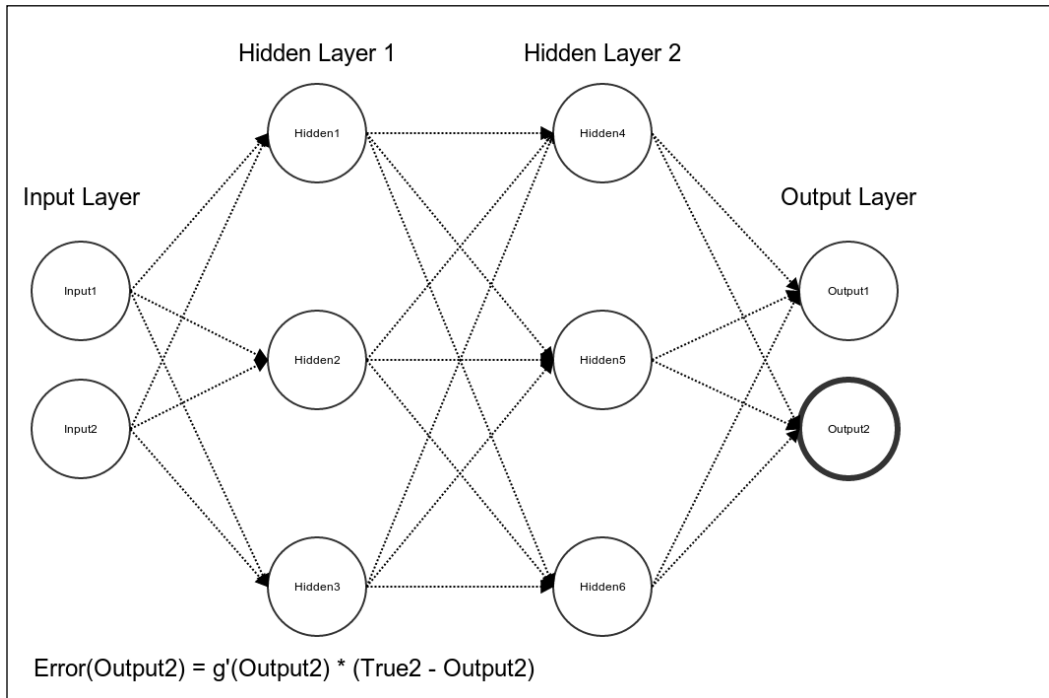 Hidden Layer 1
Hidden Layer 2
Hidden1
Hidden4
Input Layer
Output Layer
Input1
Output1
Hidden2
Hidden5
Input2
Output2
Hidden3
Hidden6
Error(Output2) = g'(Output2) * (True2 - Output2)